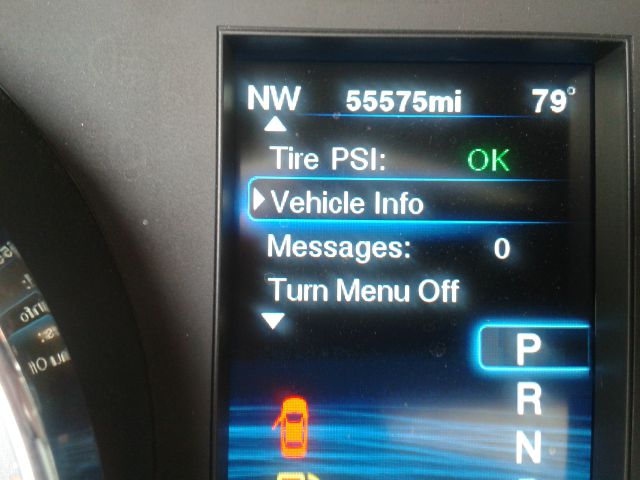 NW 55575mi 79°
Tire PSI: OK
Vehicle Info
Messages: 0
Turn Menu Off
P
R
N